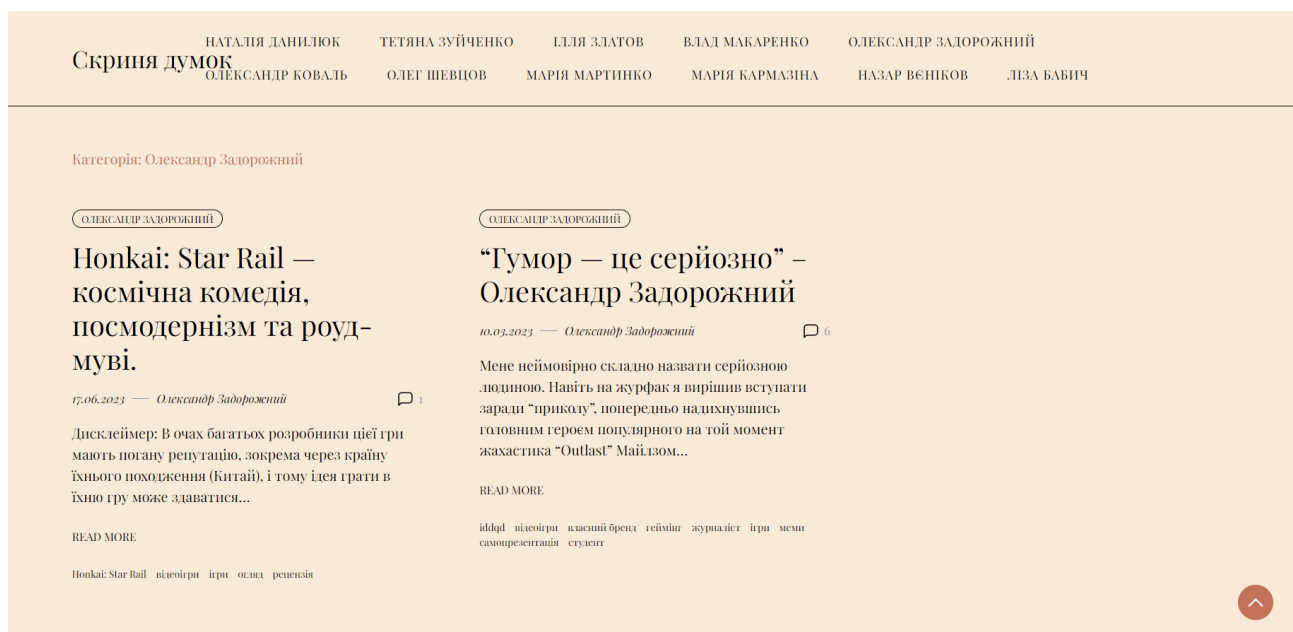 Скриня думок
НАТАЛІЯ ДАНИЛЮК ТЕТЯНА ЗУЙЧЕНКО ІЛЛЯ ЗЛАТОВ ВЛАД МАКАРЕНКО ОЛЕКСАНДР ЗАДОРОЖНИЙ
ОЛЕКСАНДР КОВАЛЬ ОЛЕГ ШЕВЦОВ МАРІЯ МАРТИНКО МАРІЯ КАРМАЗІНА НАЗАР ВЄНІКОВ ЛІЗА БАБИЧ
Категорія: Олександр Задорожний
ОЛЕКСАНДР ЗАДОРОЖНИЙ
Honkai: Star Rail —
космічна комедія,
посмодернізм та роуд-
муві.
17.06.2023 — Олександр Задорожний 1
Дисклеймер: В очах багатьох розробники цієї гри
мають погану репутацію, зокрема через країну
їхнього походження (Китай), і тому ідея грати в
їхню гру може здаватися…
READ MORE
Honkai: Star Rail відеоігри ігри огляд рецензія
ОЛЕКСАНДР ЗАДОРОЖНИЙ
“Гумор — це серйозно” –
Олександр Задорожний
10.03.2023 — Олександр Задорожний 6
Мене неймовірно складно назвати серйозною
людиною. Навіть на журфак я вирішив вступати
заради “приколу”, попередньо надихнувшись
головним героєм популярного на той момент
жахастика “Outlast” Майлзом…
READ MORE
iddqd відеоігри власний бренд геймінг журналіст ігри меми
самопрезентація студент